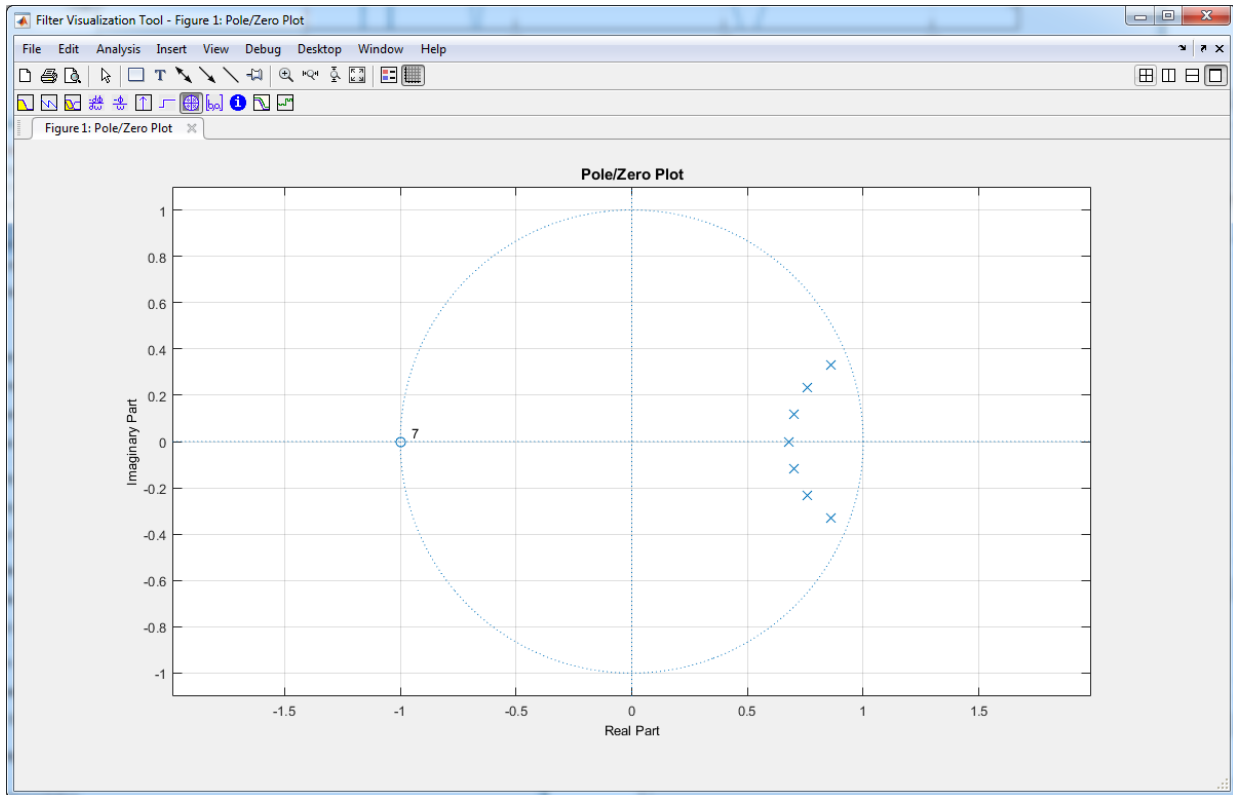 Filter Visualization Tool - Figure 1: Pole/Zero Plot
File Edit Analysis Insert View Debug Desktop Window Help
Figure 1: Pole/Zero Plot
Pole/Zero Plot
1
0.8
0.6
0.4
0.2
0
-0.2
-0.4
-0.6
-0.8
-1
Imaginary Part
7
-1.5 -1 -0.5 0 0.5 1 1.5
Real Part